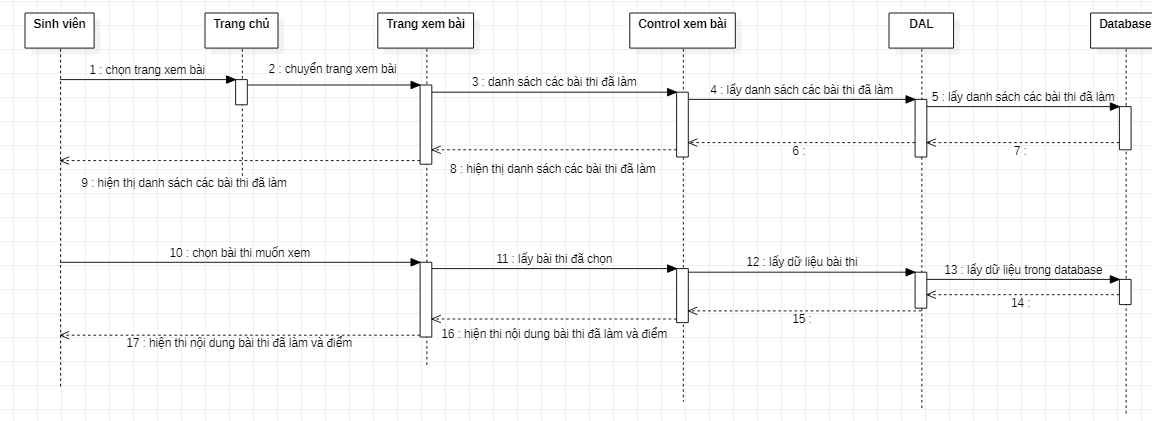 Sinh viên
Trang chủ
Trang xem bài
Control xem bài
DAL
Database
1 : chọn trang xem bài
2 : chuyển trang xem bài
3 : danh sách các bài thi đã làm
4 : lấy danh sách các bài thi đã làm
5 : lấy danh sách các bài thi đã làm
6 :
7 :
8 : hiện thị danh sách các bài thi đã làm
9 : hiện thị danh sách các bài thi đã làm
10 : chọn bài thi muốn xem
11 : lấy bài thi đã chọn
12 : lấy dữ liệu bài thi
13 : lấy dữ liệu trong database
14 :
15 :
16 : hiện thi nội dung bài thi đã làm và điểm
17 : hiện thi nội dung bài thi đã làm và điểm